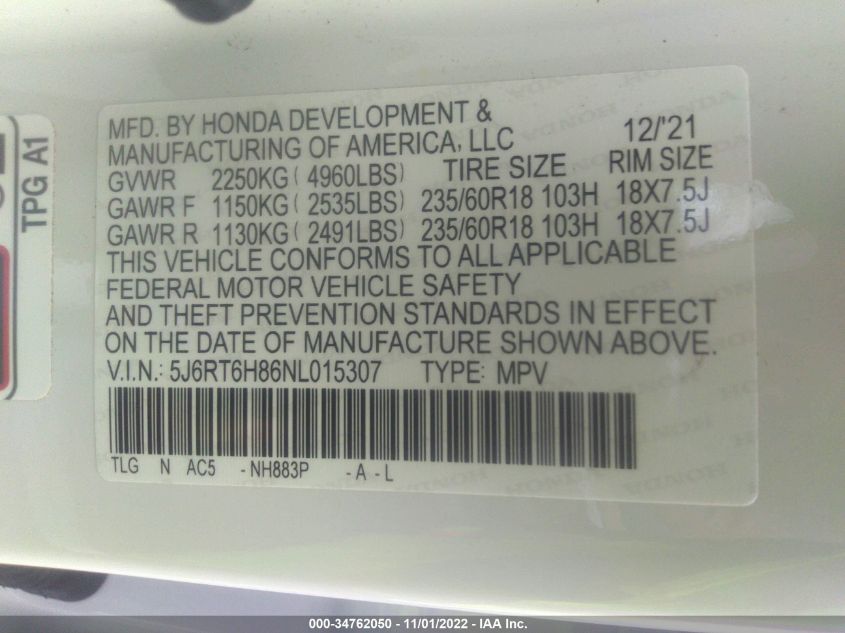 TPG A1
MFD. BY HONDA DEVELOPMENT &
MANUFACTURING OF AMERICA, LLC 12/'21
GVWR 2250KG ( 4960LBS) TIRE SIZE RIM SIZE
GAWR F 1150KG ( 2535LBS) 235/60R18 103H 18X7.5J
GAWR R 1130KG ( 2491LBS) 235/60R18 103H 18X7.5J
THIS VEHICLE CONFORMS TO ALL APPLICABLE
FEDERAL MOTOR VEHICLE SAFETY
AND THEFT PREVENTION STANDARDS IN EFFECT
ON THE DATE OF MANUFACTURE SHOWN ABOVE.
V.I.N.: 5J6RT6H86NL015307 TYPE: MPV
TLG N AC5 -NH883P -A -L
000-34762050 - 11/01/2022 - IAA Inc.